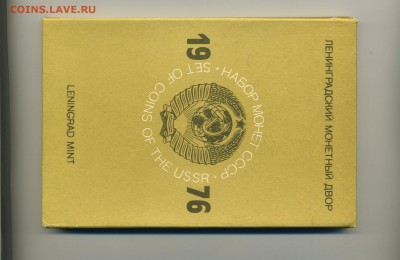 COINS.LAVE.RU
ЛЕНИНГРАДСКИЙ МОНЕТНЫЙ ДВОР
19
НАБОР МОНЕТ СССР •
SET OF COINS OF THE USSR •
76
LENINGRAD MINT